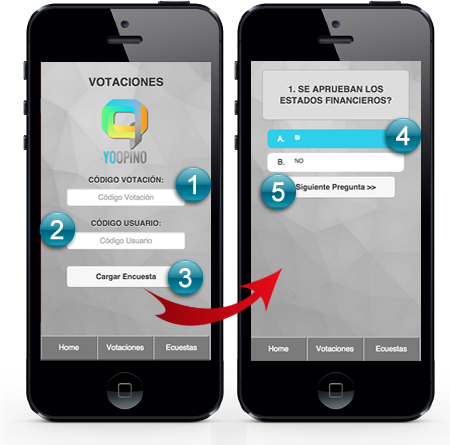 VOTACIONES
YOOPINO
CÓDIGO VOTACIÓN:
1
Código Votación
2
CÓDIGO USUARIO:
Código Usuario
Cargar Encuesta
3
Home
Votaciones
Ecuestas
1. SE APRUEBAN LOS
ESTADOS FINANCIEROS?
A. SI
4
B. NO
5
Siguiente Pregunta >>
Home
Votaciones
Ecuestas